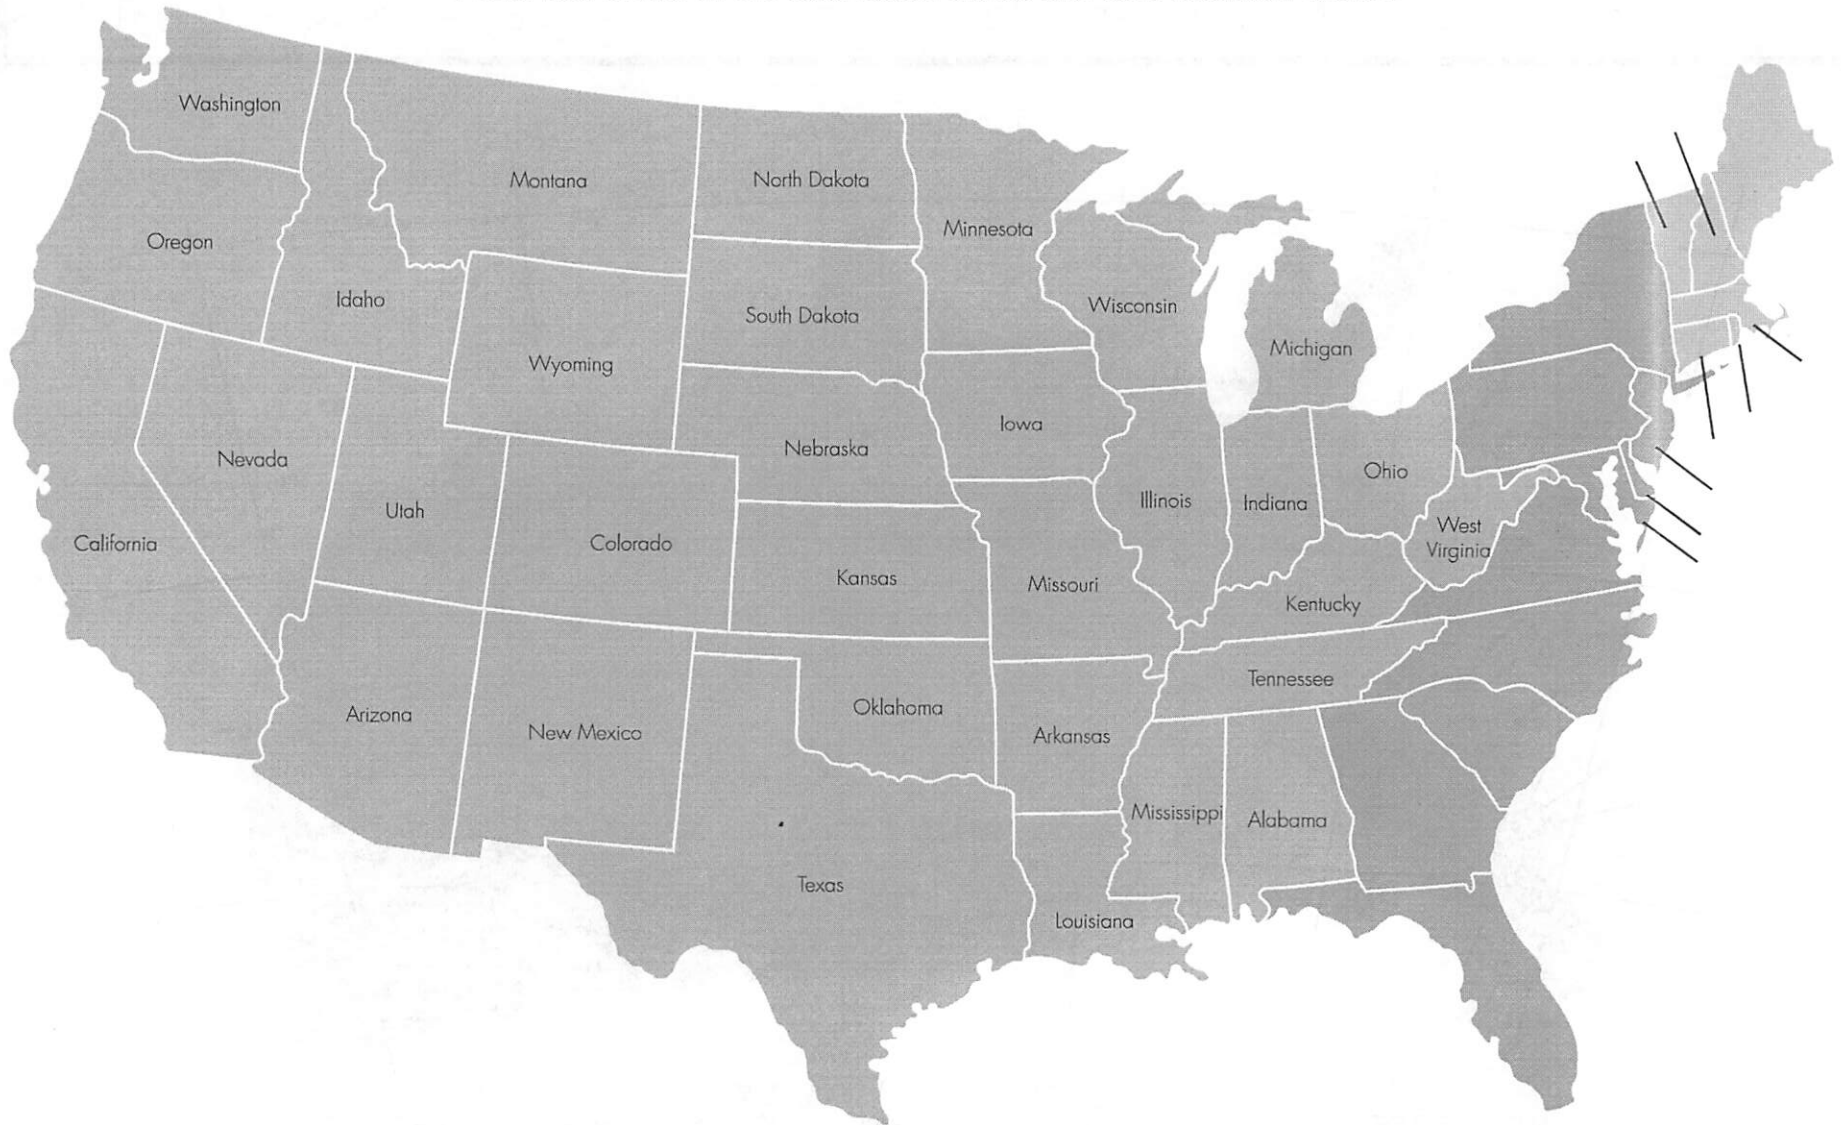 Washington
Montana
North Dakota
Minnesota
Oregon
Idaho
Wisconsin
South Dakota
Michigan
Wyoming
Iowa
Nebraska
Nevada
Ohio
Illinois
Indiana
Utah
West
Virginia
California
Colorado
Kansas
Missouri
Kentucky
Tennessee
Arizona
Oklahoma
New Mexico
Arkansas
Mississippi
Alabama
Texas
Louisiana